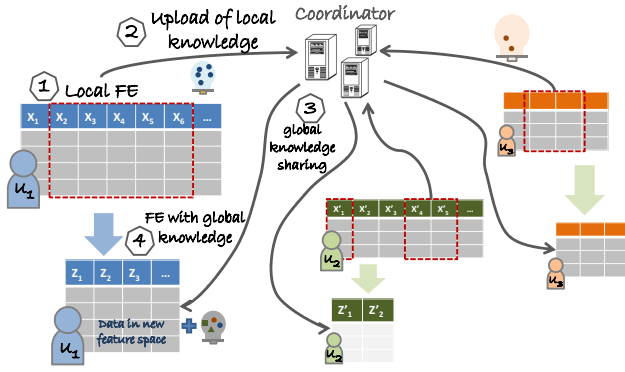 Coordinator
2 Upload of local
knowledge
1 Local FE
X1 X2 X3 X4 X5 X6 ...
u1
3
global
knowledge
sharing
u3
X'1 X'2 X'3 X'4 X'5 ...
u2
4 FE with global
knowledge
Z1 Z2 Z3 ...
Data in new
feature space
u1
Z'1 Z'2
u2
u3